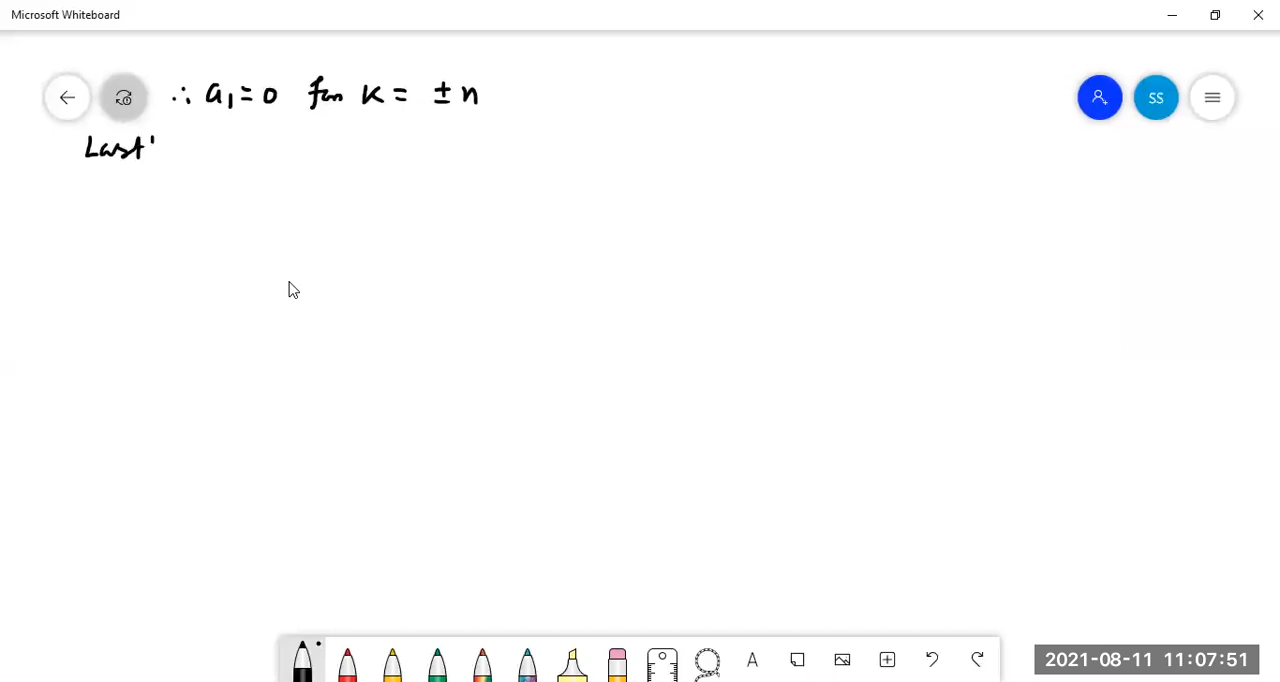 Microsoft Whiteboard
∴ a₁ = 0 for k = ± n
Last'
SS
A
2021-08-11 11:07:51